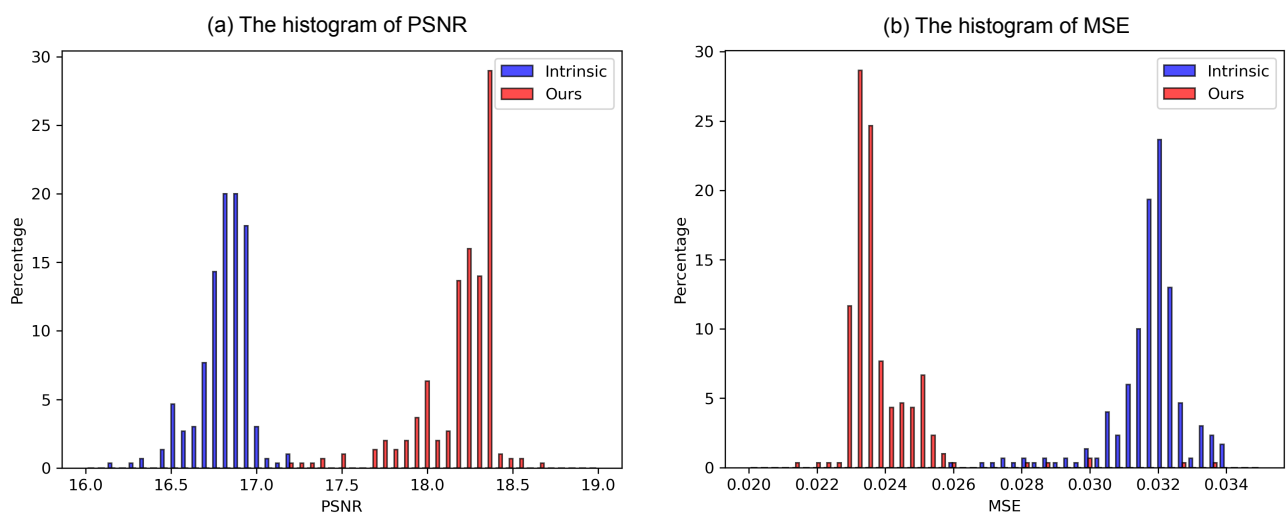 (a) The histogram of PSNR
30
25
20
15
10
5
0
Percentage
16.0 16.5 17.0 17.5 18.0 18.5 19.0
PSNR
Intrinsic
Ours
(b) The histogram of MSE
30
25
20
15
10
5
0
Percentage
0.020 0.022 0.024 0.026 0.028 0.030 0.032 0.034
MSE
Intrinsic
Ours